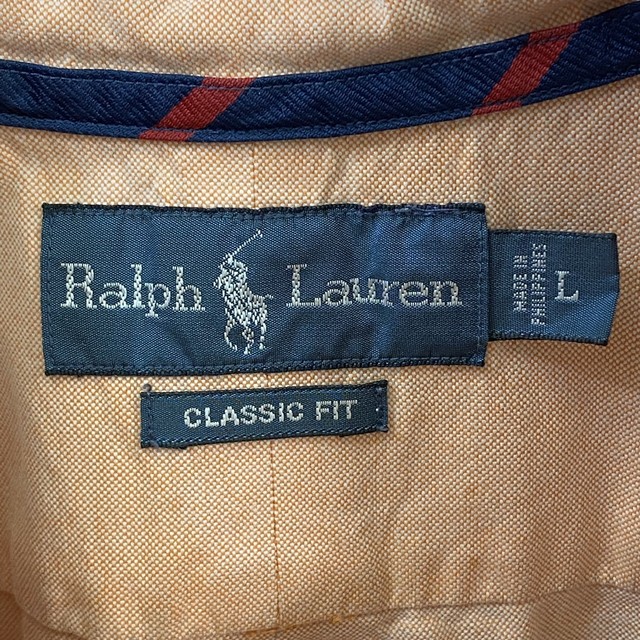 Ralph Lauren
MADE IN
PHILIPPINES
L
CLASSIC FIT